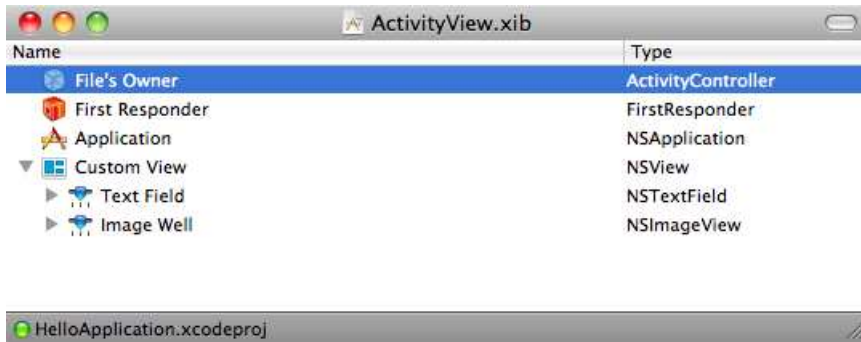 ActivityView.xib
Name Type
File's Owner ActivityController
First Responder FirstResponder
Application NSApplication
Custom View NSView
Text Field NSTextField
Image Well NSImageView
HelloApplication.xcodeproj